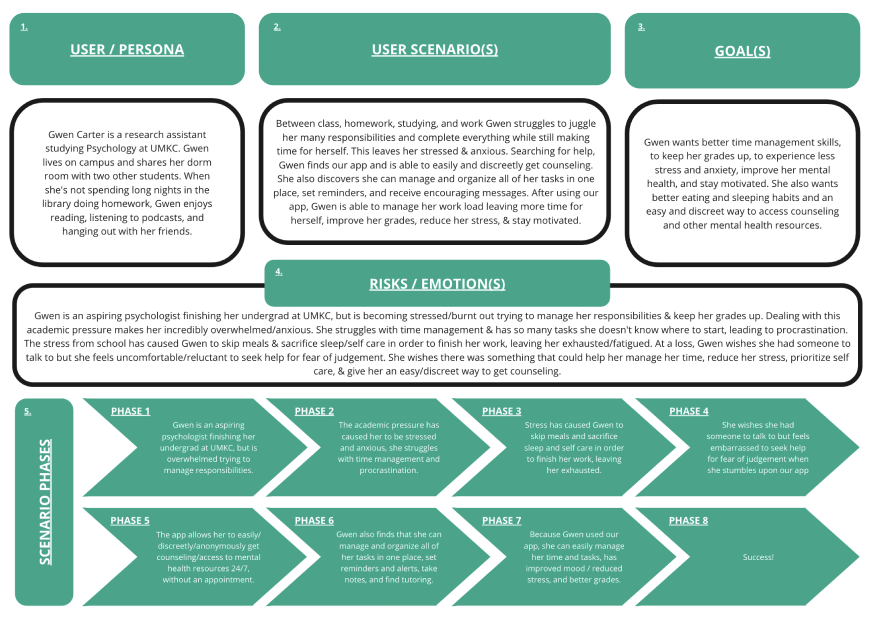 1.
USER / PERSONA
2.
USER SCENARIO(S)
3.
GOAL(S)
Gwen Carter is a research assistant
studying Psychology at UMKC. Gwen
lives on campus and shares her dorm
room with two other students. When
she's not spending long nights in the
library doing homework, Gwen enjoys
reading, listening to podcasts, and
hanging out with her friends.
Between class, homework, studying, and work Gwen struggles to juggle
her many responsibilities and complete everything while still making
time for herself. This leaves her stressed & anxious. Searching for help,
Gwen finds our app and is able to easily and discreetly get counseling.
She also discovers she can manage and organize all of her tasks in one
place, set reminders, and receive encouraging messages. After using our
app, Gwen is able to manage her work load leaving more time for
herself, improve her grades, reduce her stress, & stay motivated.
Gwen wants better time management skills,
to keep her grades up, to experience less
stress and anxiety, improve her mental
health, and stay motivated. She also wants
better eating and sleeping habits and an
easy and discreet way to access counseling
and other mental health resources.
4.
RISKS / EMOTION(S)
Gwen is an aspiring psychologist finishing her undergrad at UMKC, but is becoming stressed/burnt out trying to manage her responsibilities & keep her grades up. Dealing with this
academic pressure makes her incredibly overwhelmed/anxious. She struggles with time management & has so many tasks she doesn't know where to start, leading to procrastination.
The stress from school has caused Gwen to skip meals & sacrifice sleep/self care in order to finish her work, leaving her exhausted/fatigued. At a loss, Gwen wishes she had someone to
talk to but she feels uncomfortable/reluctant to seek help for fear of judgement. She wishes there was something that could help her manage her time, reduce her stress, prioritize self
care, & give her an easy/discreet way to get counseling.
5.
SCENARIO PHASES
PHASE 1
Gwen is an aspiring
psychologist finishing her
undergrad at UMKC, but is
overwhelmed trying to
manage responsibilities.
PHASE 2
The academic pressure has
caused her to be stressed
and anxious, she struggles
with time management and
procrastination.
PHASE 3
Stress has caused Gwen to
skip meals and sacrifice
sleep and self care in order
to finish her work, leaving
her exhausted.
PHASE 4
She wishes she had
someone to talk to but feels
embarrassed to seek help
for fear of judgement when
she stumbles upon our app
PHASE 5
The app allows her to easily/
discreetly/anonymously get
counseling/access to mental
health resources 24/7,
without an appointment.
PHASE 6
Gwen also finds that she can
manage and organize all of
her tasks in one place, set
reminders and alerts, take
notes, and find tutoring.
PHASE 7
Because Gwen used our
app, she can easily manage
her time and tasks, has
improved mood / reduced
stress, and better grades.
PHASE 8
Success!